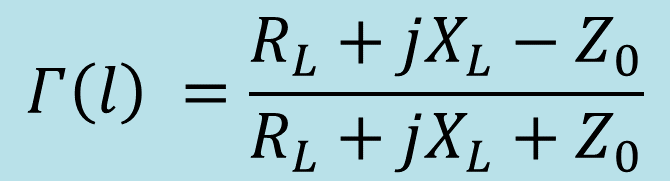 Γ(l) = (R_L + jX_L − Z_0) / (R_L + jX_L + Z_0)